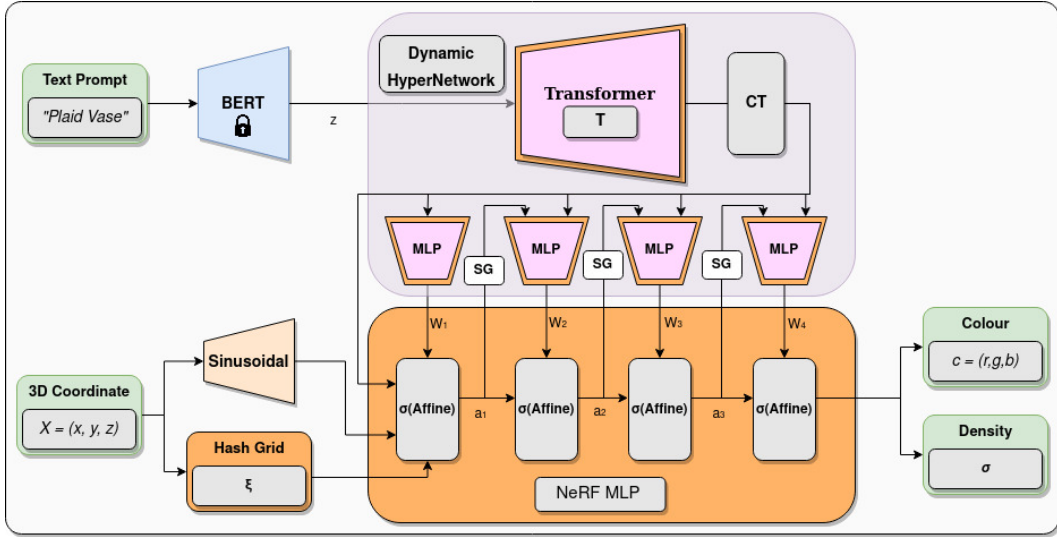 Text Prompt
"Plaid Vase"
BERT
z
Dynamic
HyperNetwork
Transformer
T
CT
MLP
SG
MLP
SG
MLP
SG
MLP
W₁
W₂
W₃
W₄
3D Coordinate
X = (x, y, z)
Sinusoidal
Hash Grid
ξ
σ(Affine)
a₁
σ(Affine)
a₂
σ(Affine)
a₃
σ(Affine)
NeRF MLP
Colour
c = (r,g,b)
Density
σ